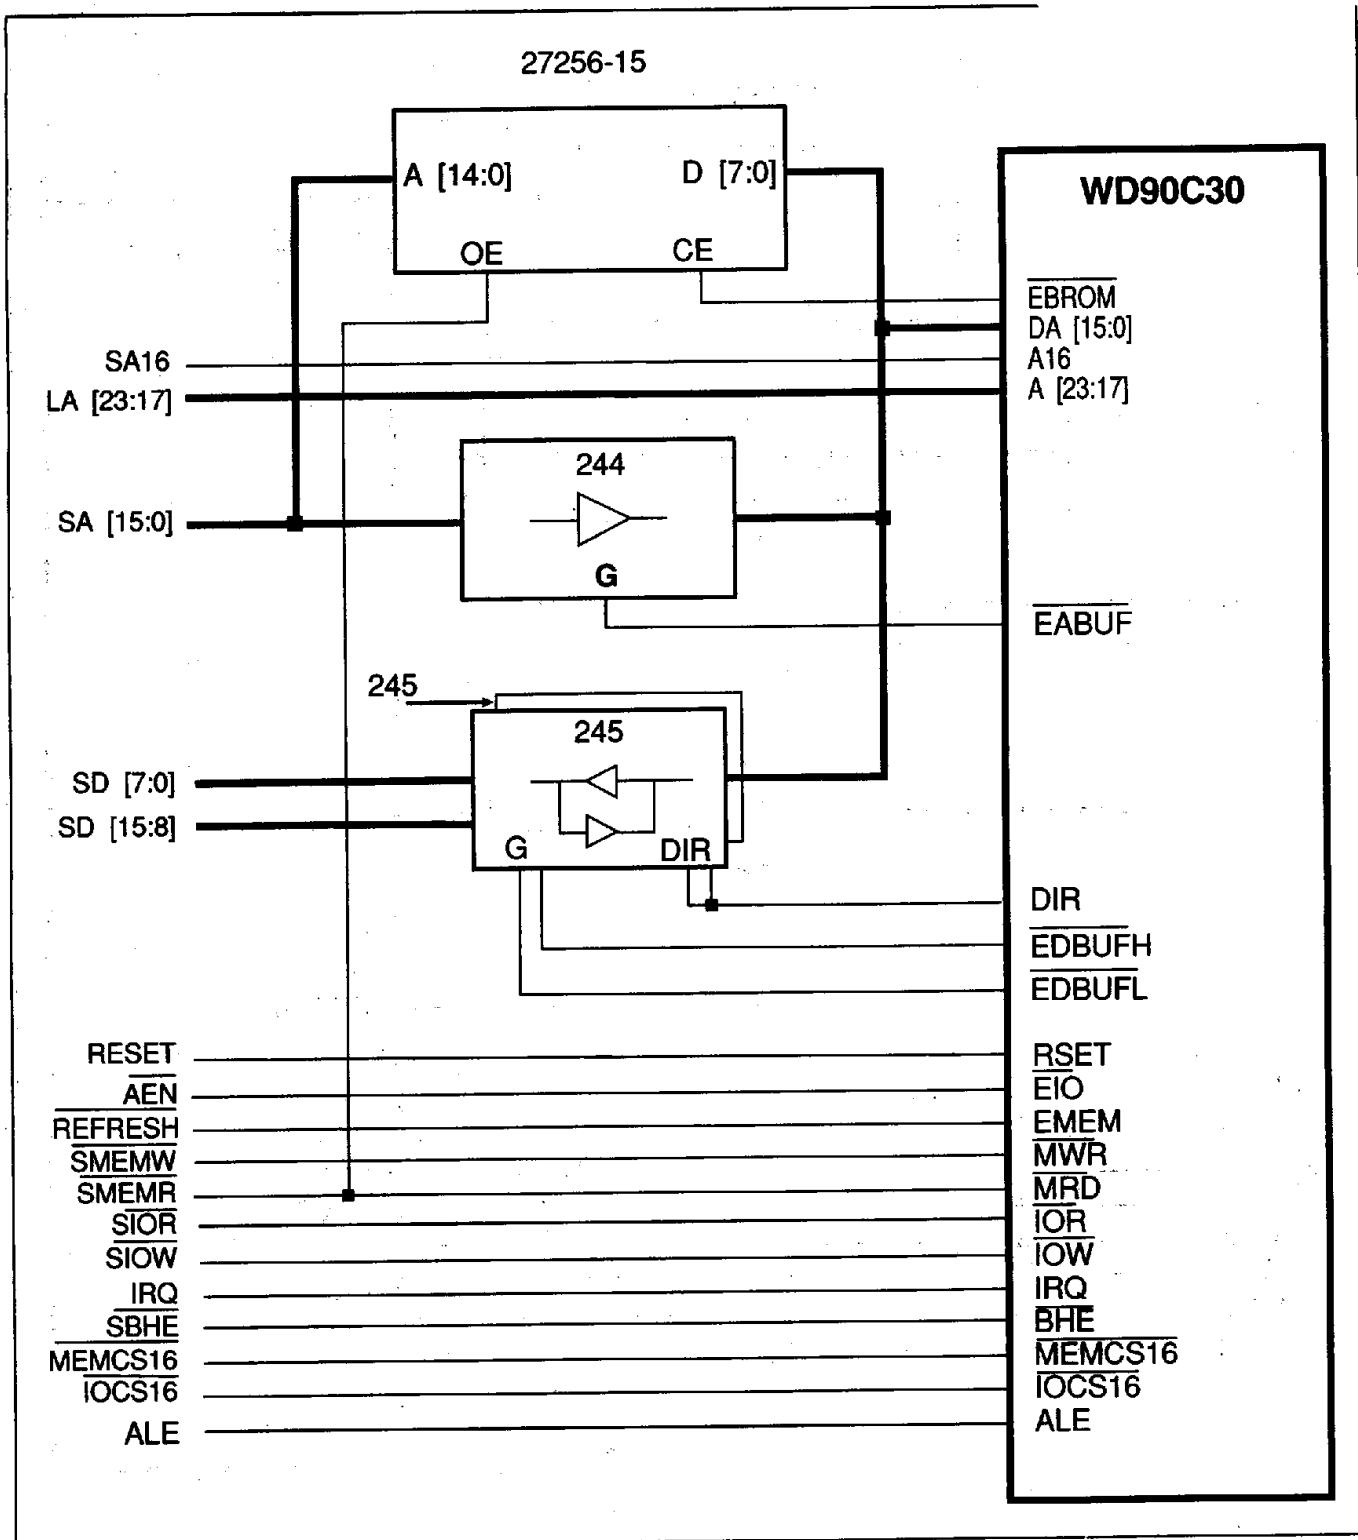 27256-15
A [14:0] D [7:0]
OE CE
WD90C30
EBROM
DA [15:0]
SA16 A16
LA [23:17] A [23:17]
244
SA [15:0]
G
EABUF
245
245
SD [7:0]
SD [15:8]
G DIR
DIR
EDBUFH
EDBUFL
RESET RSET
AEN EIO
REFRESH EMEM
SMEMW MWR
SMEMR MRD
SIOR IOR
SIOW IOW
IRQ IRQ
SBHE BHE
MEMCS16 MEMCS16
IOCS16 IOCS16
ALE ALE